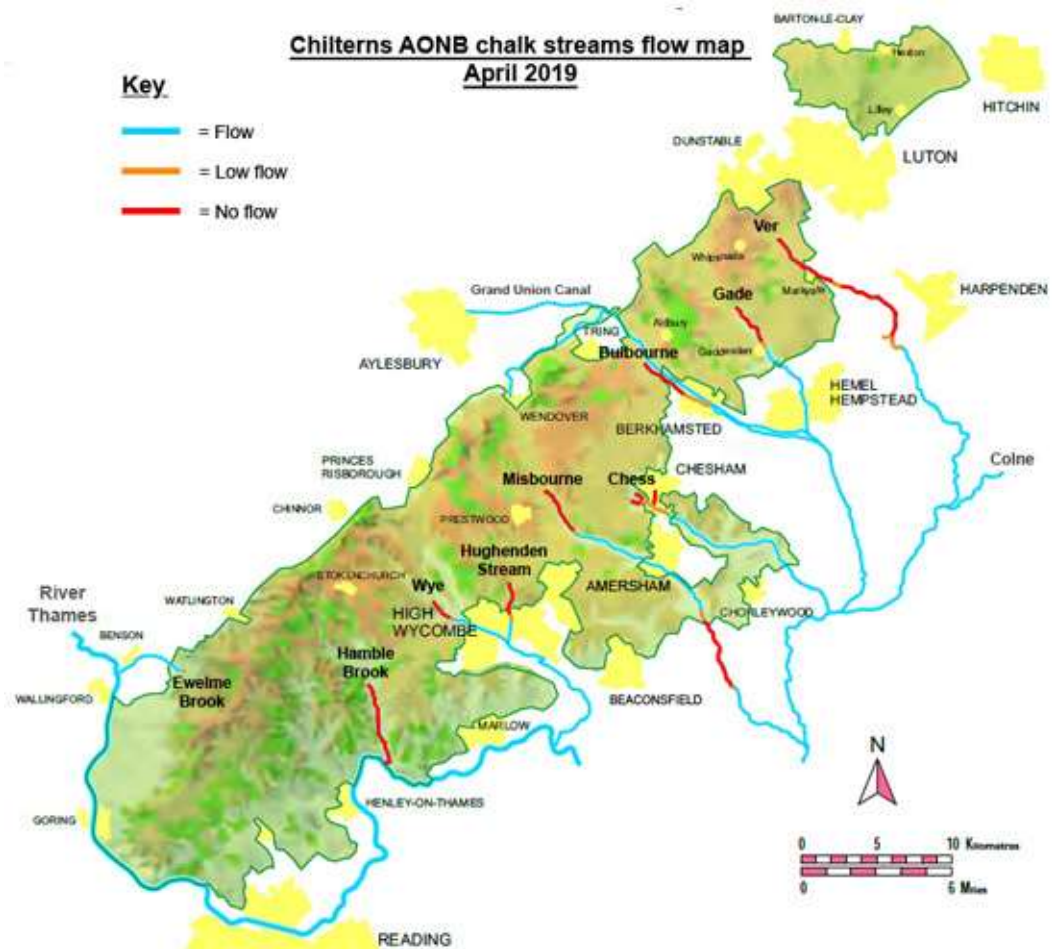 Chilterns AONB chalk streams flow map
April 2019
Key
= Flow
= Low flow
= No flow
BARTON-LE-CLAY
Hexton
HITCHIN
Lilley
DUNSTABLE
LUTON
Ver
Whipsnade
Markyate
HARPENDEN
Grand Union Canal
Gade
Aldbury
TRING
Gaddesden
Bulbourne
AYLESBURY
HEMEL
HEMPSTEAD
WENDOVER
BERKHAMSTED
PRINCES
RISBOROUGH
Misbourne
Chess
CHESHAM
Colne
CHINNOR
PRESTWOOD
Hughenden
Stream
STOKENCHURCH
Wye
AMERSHAM
River
Thames
WATLINGTON
HIGH
WYCOMBE
CHORLEYWOOD
BENSON
Hamble
Brook
Ewelme
Brook
WALLINGFORD
BEACONSFIELD
MARLOW
N
HENLEY-ON-THAMES
GORING
0 5 10 Kilometres
0 6 Miles
READING